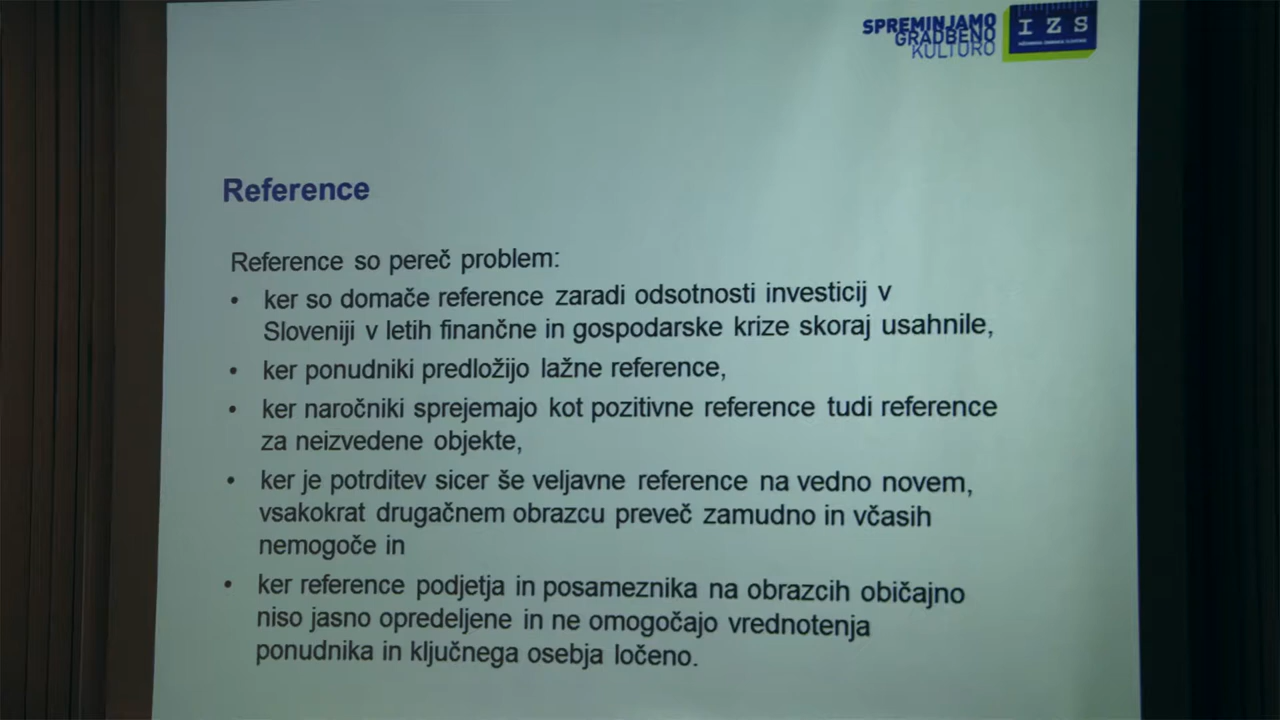 SPREMINJAMO
GRADBENO
KULTURO
IZS
Reference
Reference so pereč problem:
• ker so domače reference zaradi odsotnosti investicij v
Sloveniji v letih finančne in gospodarske krize skoraj usahnile,
• ker ponudniki predložijo lažne reference,
• ker naročniki sprejemajo kot pozitivne reference tudi reference
za neizvedene objekte,
• ker je potrditev sicer še veljavne reference na vedno novem,
vsakokrat drugačnem obrazcu preveč zamudno in včasih
nemogoče in
• ker reference podjetja in posameznika na obrazcih običajno
niso jasno opredeljene in ne omogočajo vrednotenja
ponudnika in ključnega osebja ločeno.